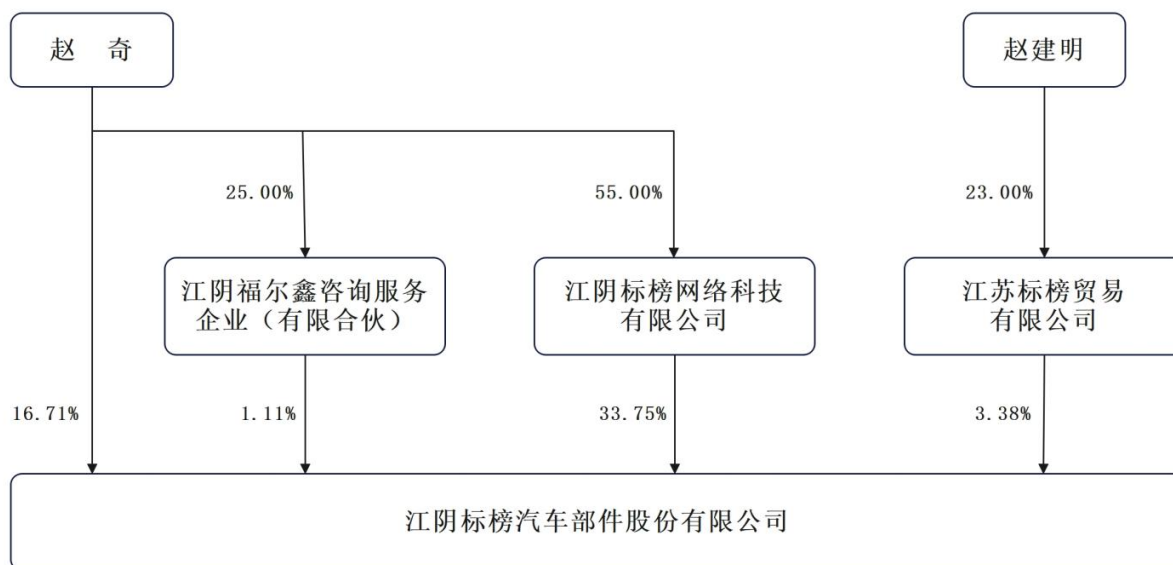 赵 奇
赵建明
25.00%
55.00%
23.00%
江阴福尔鑫咨询服务
企业（有限合伙）
江阴标榜网络科技
有限公司
江苏标榜贸易
有限公司
16.71%
1.11%
33.75%
3.38%
江阴标榜汽车部件股份有限公司